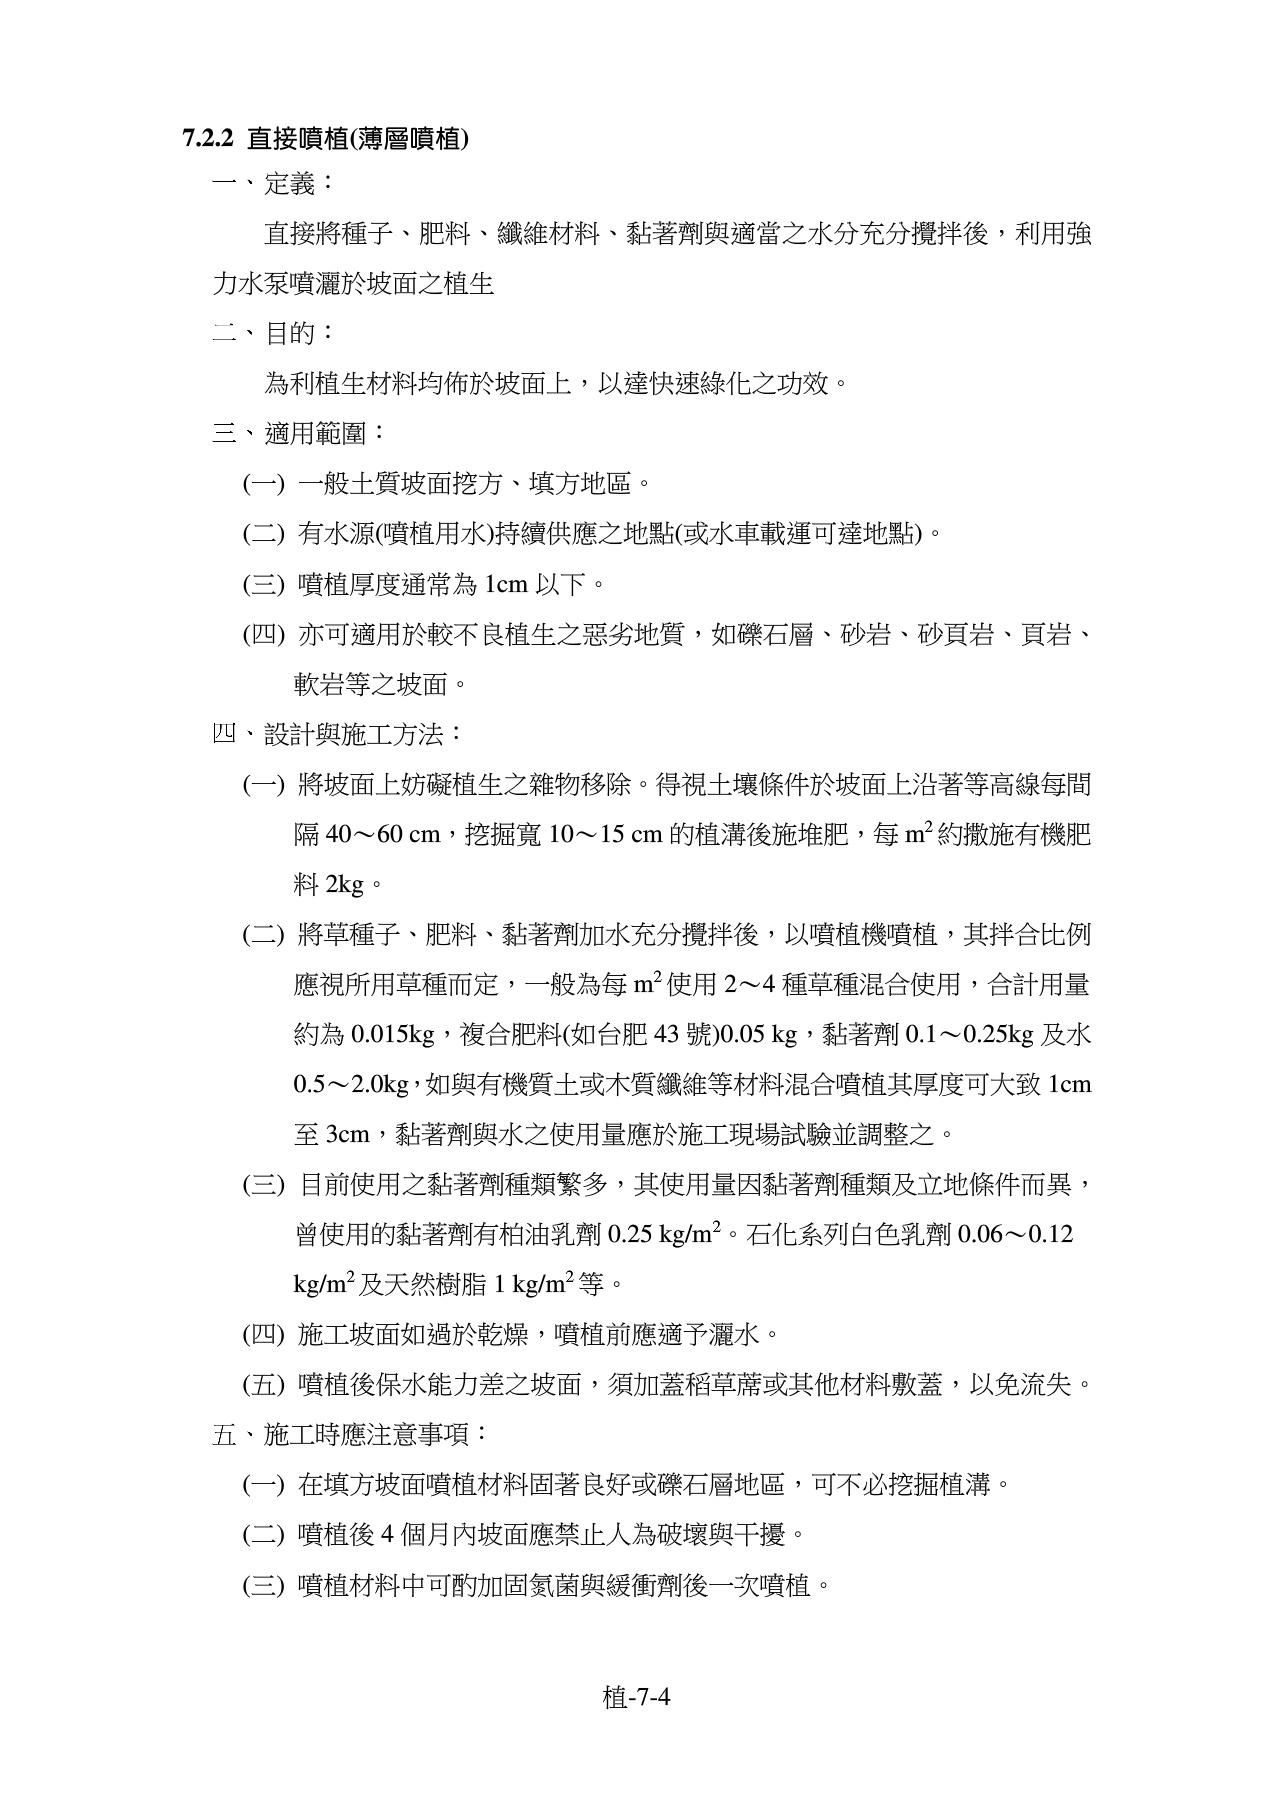 7.2.2 直接噴植(薄層噴植)
一、定義：
直接將種子、肥料、纖維材料、黏著劑與適當之水分充分攪拌後，利用強
力水泵噴灑於坡面之植生
二、目的：
為利植生材料均佈於坡面上，以達快速綠化之功效。
三、適用範圍：
(一) 一般土質坡面挖方、填方地區。
(二) 有水源(噴植用水)持續供應之地點(或水車載運可達地點)。
(三) 噴植厚度通常為 1cm 以下。
(四) 亦可適用於較不良植生之惡劣地質，如礫石層、砂岩、砂頁岩、頁岩、
軟岩等之坡面。
四、設計與施工方法：
(一) 將坡面上妨礙植生之雜物移除。得視土壤條件於坡面上沿著等高線每間
隔 40～60 cm，挖掘寬 10～15 cm 的植溝後施堆肥，每 m² 約撒施有機肥
料 2kg。
(二) 將草種子、肥料、黏著劑加水充分攪拌後，以噴植機噴植，其拌合比例
應視所用草種而定，一般為每 m² 使用 2～4 種草種混合使用，合計用量
約為 0.015kg，複合肥料(如台肥 43 號)0.05 kg，黏著劑 0.1～0.25kg 及水
0.5～2.0kg，如與有機質土或木質纖維等材料混合噴植其厚度可大致 1cm
至 3cm，黏著劑與水之使用量應於施工現場試驗並調整之。
(三) 目前使用之黏著劑種類繁多，其使用量因黏著劑種類及立地條件而異，
曾使用的黏著劑有柏油乳劑 0.25 kg/m²。石化系列白色乳劑 0.06～0.12
kg/m² 及天然樹脂 1 kg/m² 等。
(四) 施工坡面如過於乾燥，噴植前應適予灑水。
(五) 噴植後保水能力差之坡面，須加蓋稻草蓆或其他材料敷蓋，以免流失。
五、施工時應注意事項：
(一) 在填方坡面噴植材料固著良好或礫石層地區，可不必挖掘植溝。
(二) 噴植後 4 個月內坡面應禁止人為破壞與干擾。
(三) 噴植材料中可酌加固氮菌與緩衝劑後一次噴植。
植-7-4